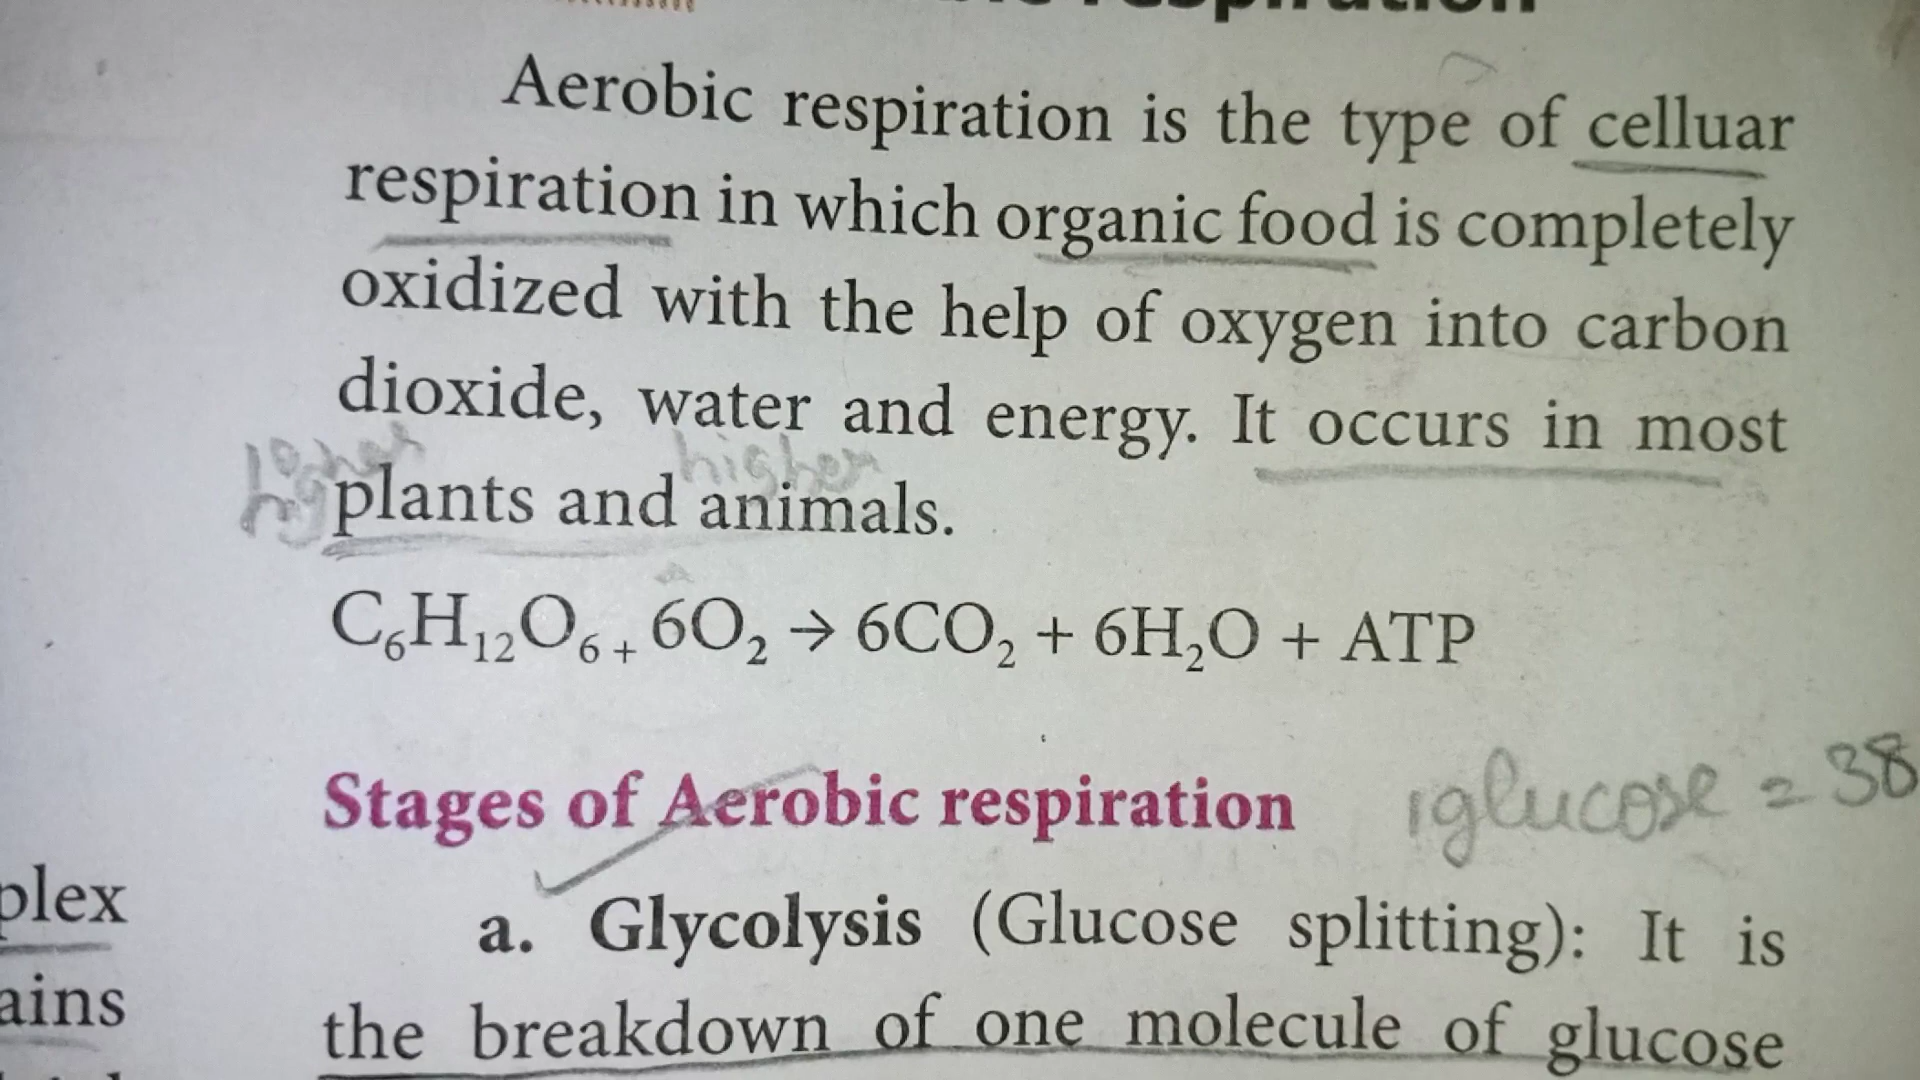 respiration
Aerobic respiration is the type of celluar
respiration in which organic food is completely
oxidized with the help of oxygen into carbon
dioxide, water and energy. It occurs in most
higher
plants and animals.
C₆H₁₂O₆ + 6O₂ → 6CO₂ + 6H₂O + ATP
Stages of Aerobic respiration
1glucose = 38
a. Glycolysis (Glucose splitting): It is
the breakdown of one molecule of glucose
plex
ains